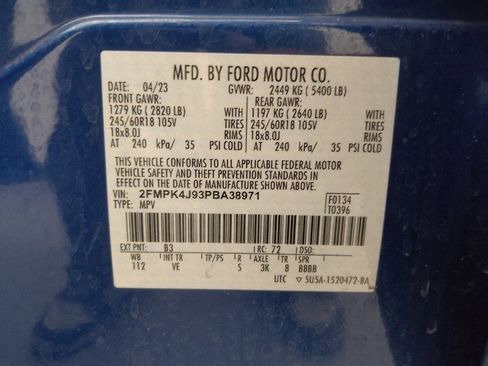 MFD. BY FORD MOTOR CO.
DATE: 04/23 GVWR: 2449 KG ( 5400 LB)
FRONT GAWR: REAR GAWR:
1279 KG ( 2820 LB) WITH 1197 KG ( 2640 LB) WITH
245/60R18 105V TIRES 245/60R18 105V TIRES
18x8.0J RIMS 18x8.0J RIMS
AT 240 kPa/ 35 PSI COLD AT 240 kPa/ 35 PSI COLD
THIS VEHICLE CONFORMS TO ALL APPLICABLE FEDERAL MOTOR
VEHICLE SAFETY AND THEFT PREVENTION STANDARDS IN
EFFECT ON THE DATE OF MANUFACTURE SHOWN ABOVE.
VIN: 2FMPK4J93PBA38971 F0134
TYPE: MPV T0396
EXT PNT: B3 RC: 72 DSO:
WB INT TR TP/PS R AXLE TR SPR
112 VE S 3K 8 BBBB
UTC ▽ 5U5A-1520472-BA